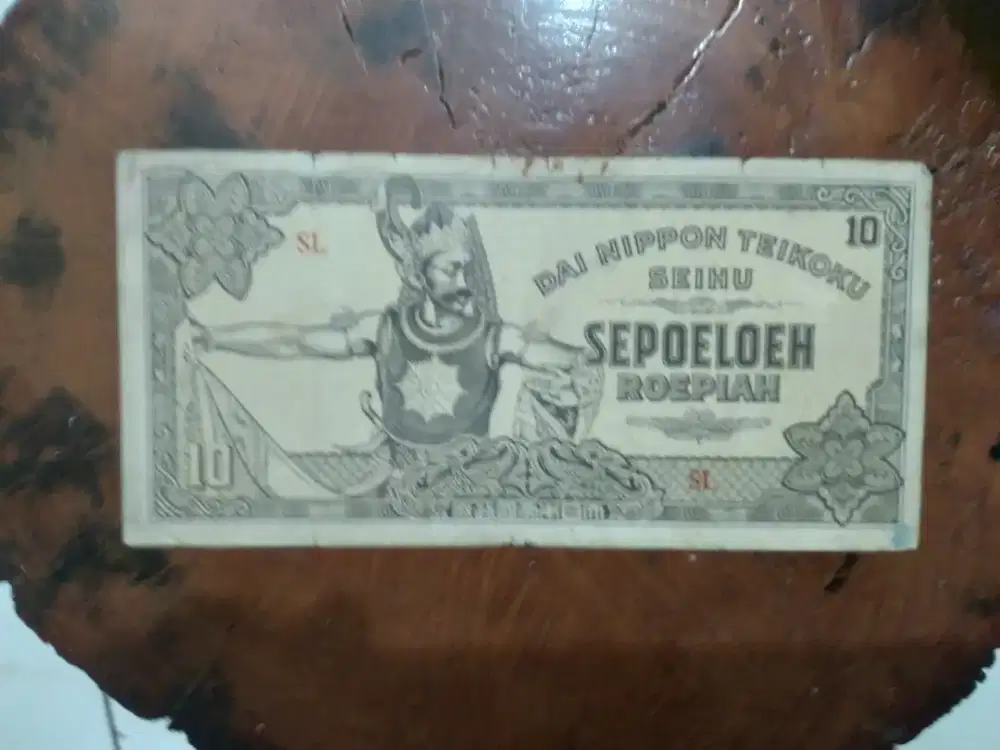 SL
10
DAI NIPPON TEIKOKU
SEIHU
SEPOELOEH
ROEPIAH
10
SL